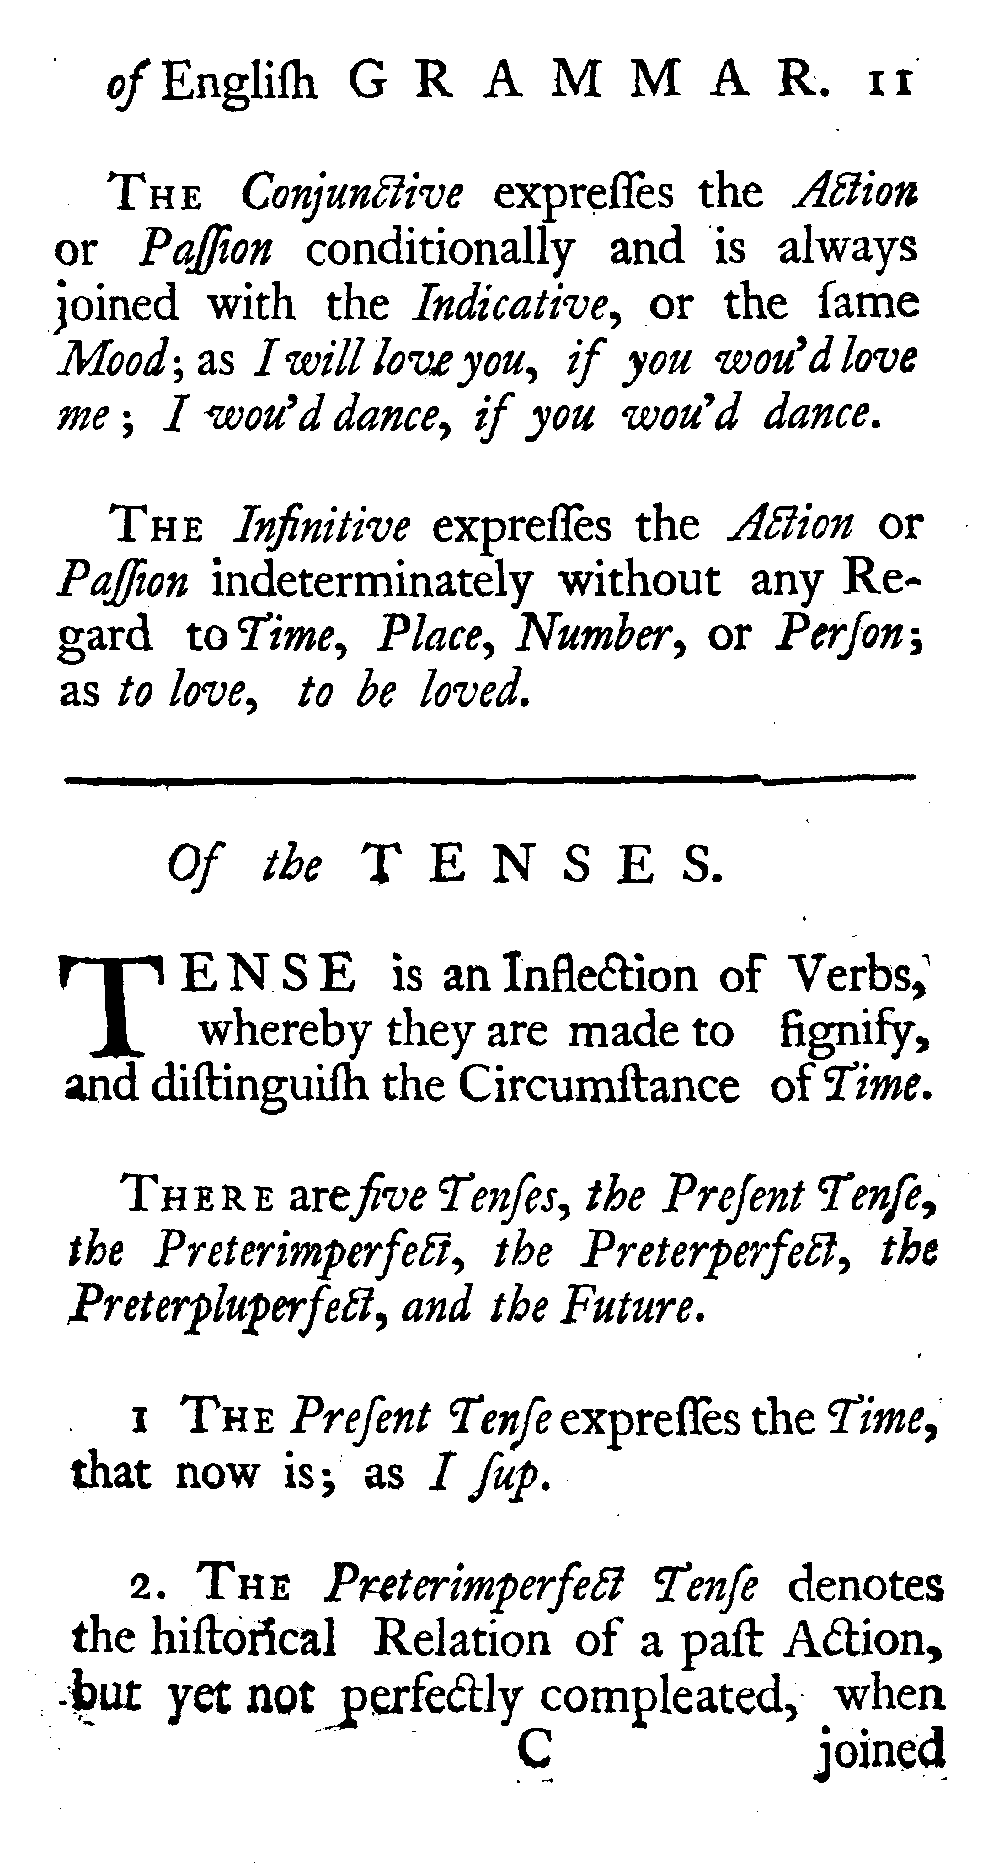 of Engliſh GRAMMAR. 11
THE Conjunctive expreſſes the Action
or Paſſion conditionally and is always
joined with the Indicative, or the ſame
Mood; as I will love you, if you wou'd love
me; I wou'd dance, if you wou'd dance.
THE Infinitive expreſſes the Action or
Paſſion indeterminately without any Re-
gard to Time, Place, Number, or Perſon;
as to love, to be loved.
Of the TENSES.
TENSE is an Inflection of Verbs,
whereby they are made to ſignify,
and diſtinguiſh the Circumſtance of Time.
THERE are five Tenſes, the Preſent Tenſe,
the Preterimperfect, the Preterperfect, the
Preterpluperfect, and the Future.
1 THE Preſent Tenſe expreſſes the Time,
that now is; as I ſup.
2. THE Preterimperfect Tenſe denotes
the hiſtorical Relation of a paſt Action,
but yet not perfectly compleated, when
C joined